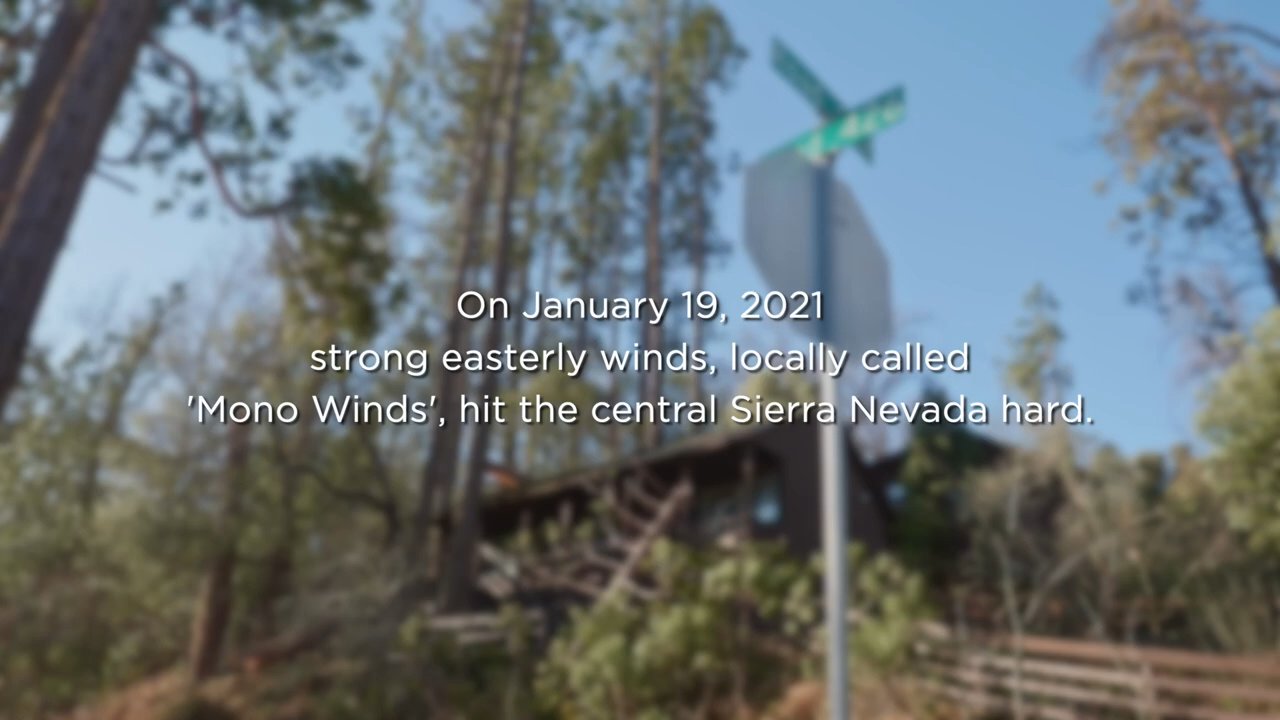 On January 19, 2021
strong easterly winds, locally called
'Mono Winds', hit the central Sierra Nevada hard.